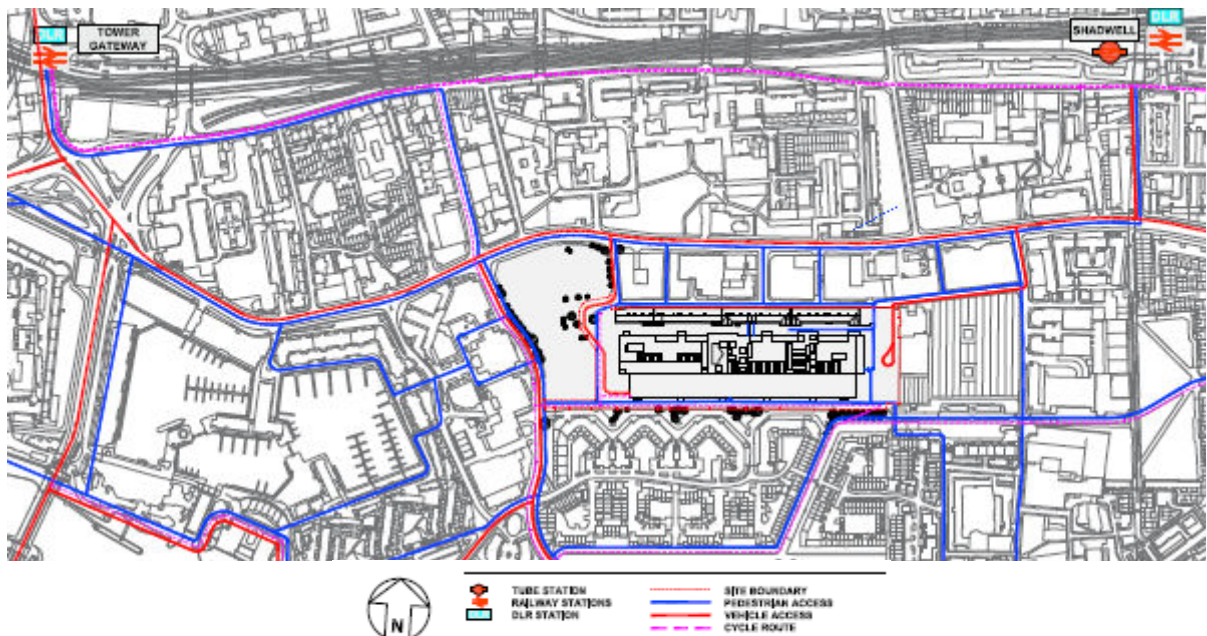 DLR
TOWER
GATEWAY
DLR
SHADWELL
N
TUBE STATION
RAILWAY STATIONS
DLR STATION
SITE BOUNDARY
PEDESTRIAN ACCESS
VEHICLE ACCESS
CYCLE ROUTE